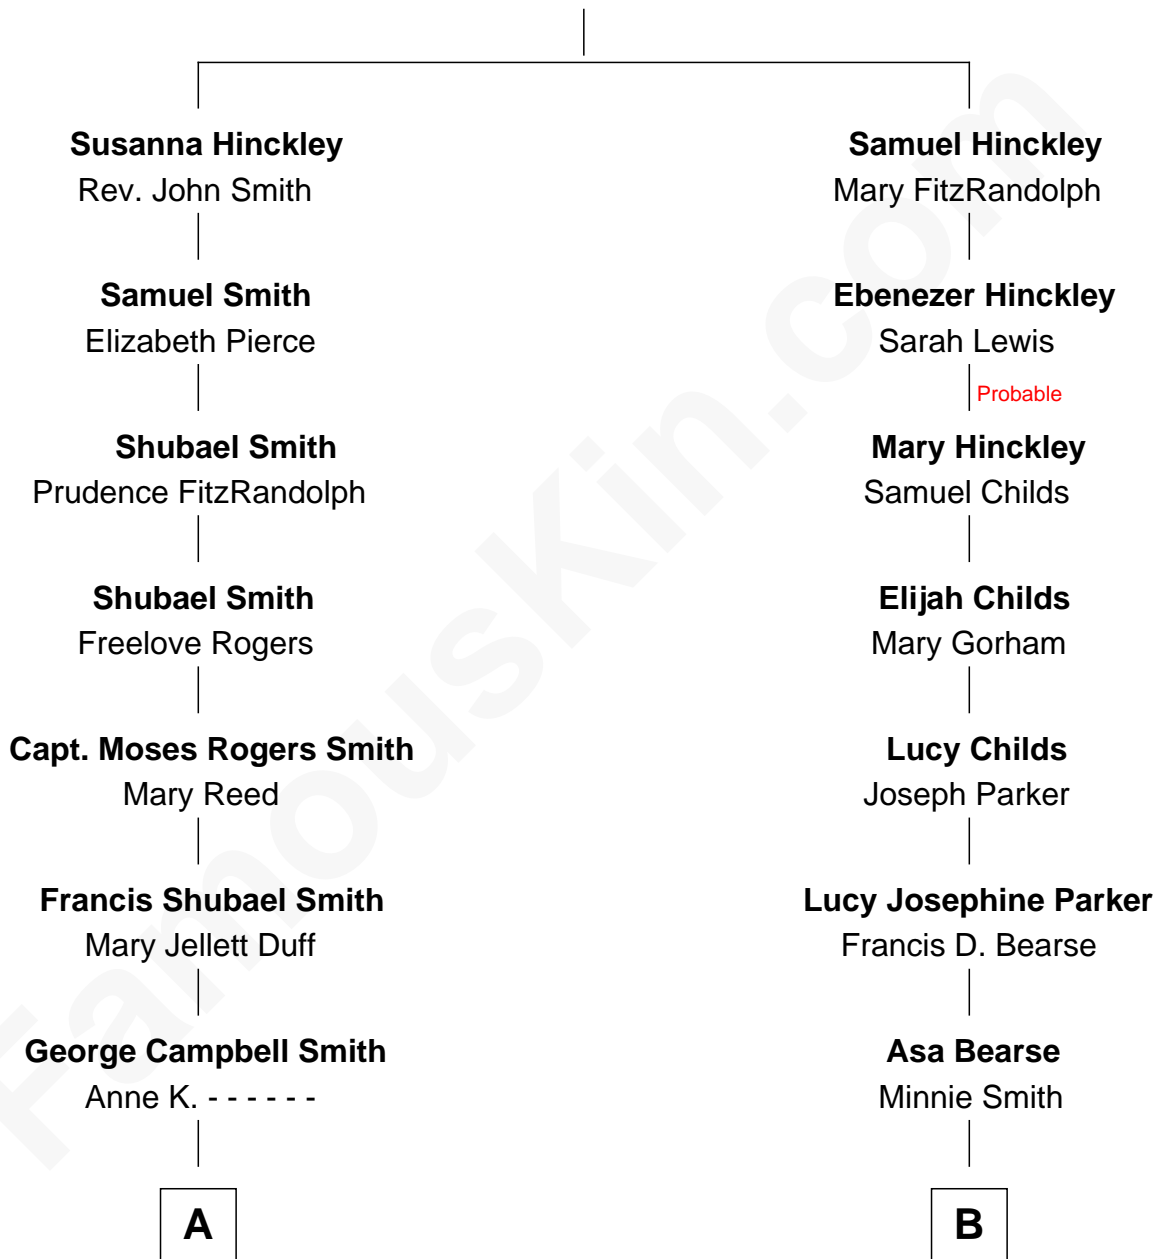 Susanna Hinckley
Rev. John Smith
Samuel Smith
Elizabeth Pierce
Shubael Smith
Prudence FitzRandolph
Shubael Smith
Freelove Rogers
Capt. Moses Rogers Smith
Mary Reed
Francis Shubael Smith
Mary Jellett Duff
George Campbell Smith
Anne K. - - - - - -
A
Samuel Hinckley
Mary FitzRandolph
Ebenezer Hinckley
Sarah Lewis
Probable
Mary Hinckley
Samuel Childs
Elijah Childs
Mary Gorham
Lucy Childs
Joseph Parker
Lucy Josephine Parker
Francis D. Bearse
Asa Bearse
Minnie Smith
B
FamousKin.com